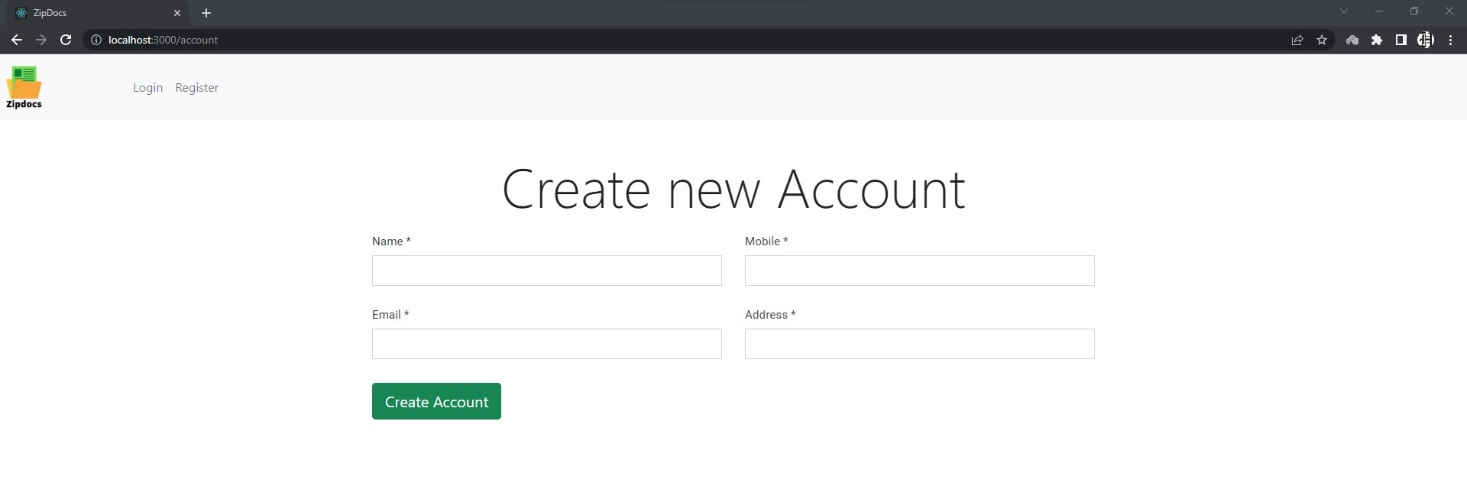 ZipDocs
localhost:3000/account
Zipdocs
Login Register
Create new Account
Name * Mobile *
Email * Address *
Create Account